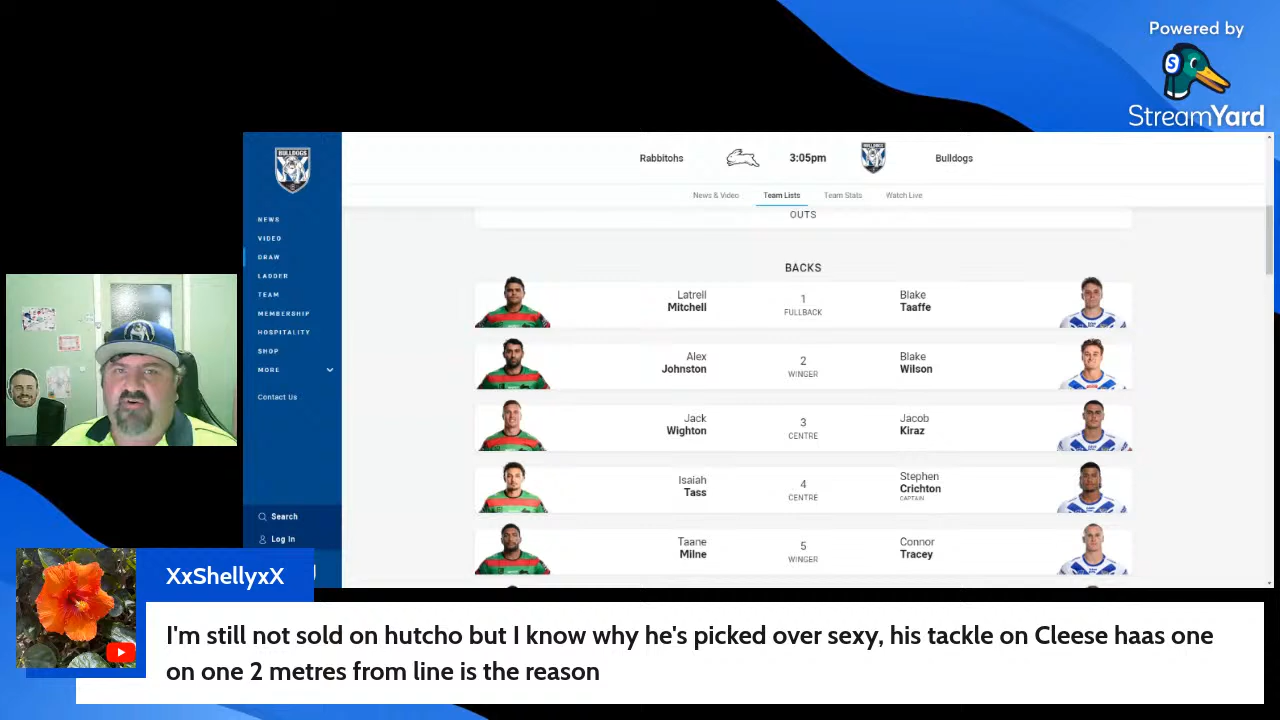 Powered by
StreamYard
BULLDOGS
Rabbitohs 3:05pm Bulldogs
News & Video Team Lists Team Stats Watch Live
NEWS
VIDEO
DRAW
LADDER
TEAM
MEMBERSHIP
HOSPITALITY
SHOP
MORE
Contact Us
Search
Log In
OUTS
BACKS
Latrell 1 Blake
Mitchell FULLBACK Taaffe
Alex 2 Blake
Johnston WINGER Wilson
Jack 3 Jacob
Wighton CENTRE Kiraz
Isaiah 4 Stephen
Tass CENTRE Crichton
CAPTAIN
Taane 5 Connor
Milne WINGER Tracey
XxShellyxX
I'm still not sold on hutcho but I know why he's picked over sexy, his tackle on Cleese haas one
on one 2 metres from line is the reason